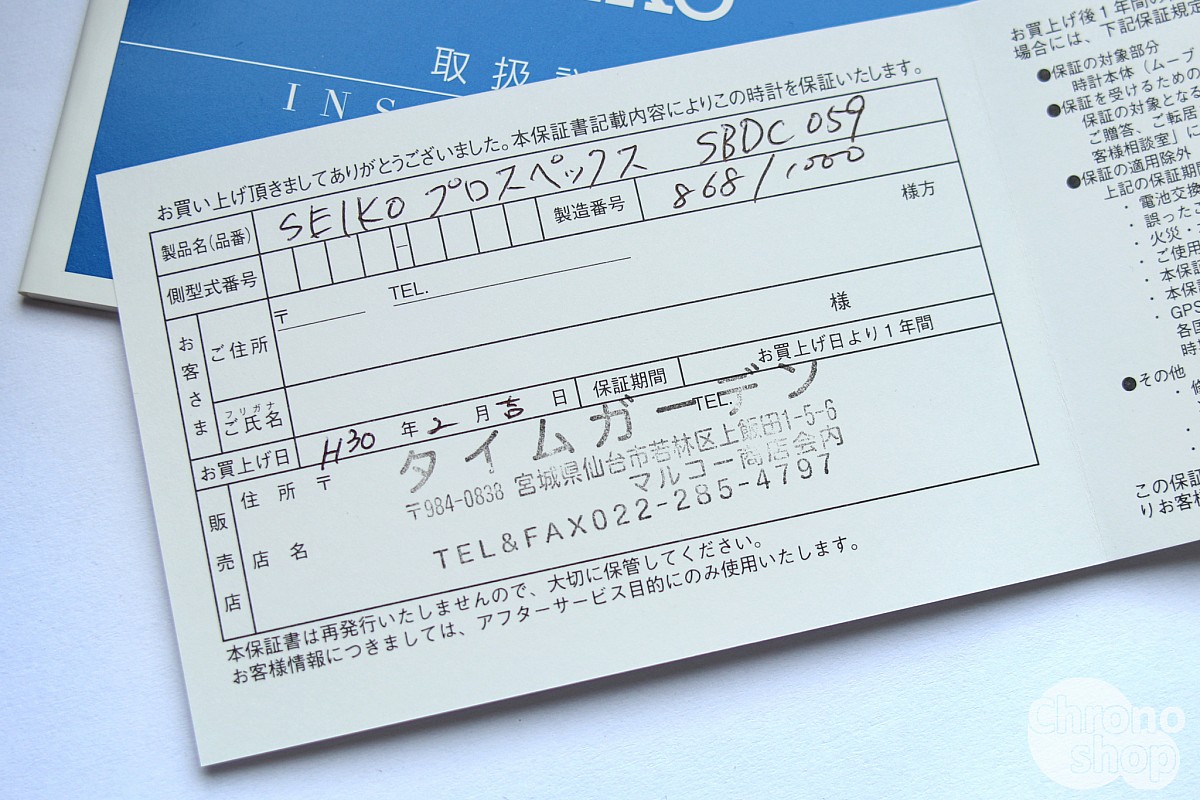 取扱
INS
お買い上げ頂きましてありがとうございました。本保証書記載内容によりこの時計を保証いたします。
製品名(品番) SEIKO プロスペックス SBDC059
側型式番号 － 製造番号 868/1,000
お客さま
ご住所 〒 TEL. 様方
フリガナ
ご氏名 様
お買上げ日 H30 年 2 月 吉 日 保証期間 お買上げ日より1年間
販売店
住所 〒 TEL.
タイムガーデン
〒984-0838 宮城県仙台市若林区上飯田1-5-6
マルコー商店会内
店名
TEL&FAX022-285-4797
本保証書は再発行いたしませんので、大切に保管してください。
お客様情報につきましては、アフターサービス目的にのみ使用いたします。
お買上げ後1年間の
場合には、下記保証規定
●保証の対象部分
時計本体(ムーブ
●保証を受けるための
保証の対象となる
ご贈答、ご転居
客様相談室」に
●保証の適用除外
上記の保証期間
・電池交換
・誤った
・火災・
・ご使用
・本保証
・本保証
・GPS
各国
時
●その他
この保証
りお客様
chrono
shop